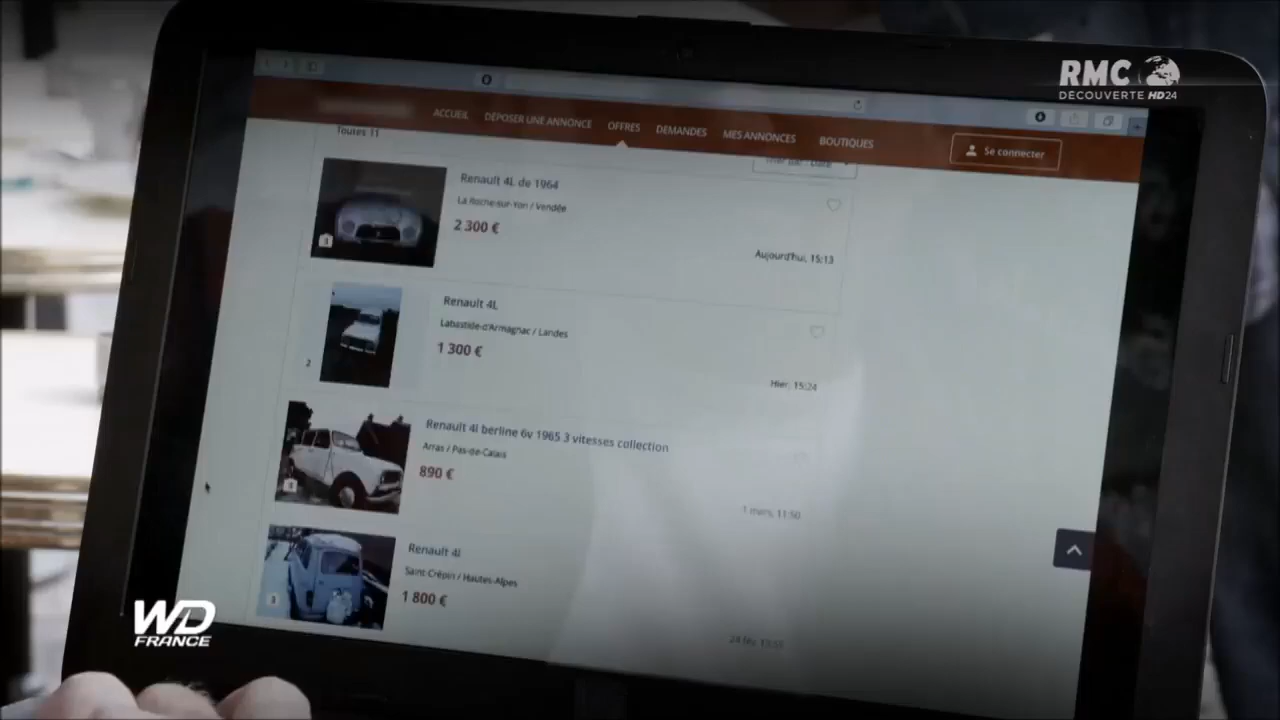 RMC
DÉCOUVERTE HD24
ACCUEIL DÉPOSER UNE ANNONCE OFFRES DEMANDES MES ANNONCES BOUTIQUES
Se connecter
Toutes 11
Renault 4L de 1964
La Roche-sur-Yon / Vendée
2 300 €
Aujourd'hui, 15:13
Renault 4L
Labastide-d'Armagnac / Landes
1 300 €
2
Hier, 15:24
Renault 4l berline 6v 1965 3 vitesses collection
Arras / Pas-de-Calais
890 €
1 mars, 11:50
Renault 4l
Saint-Crépin / Hautes-Alpes
1 800 €
WD
FRANCE